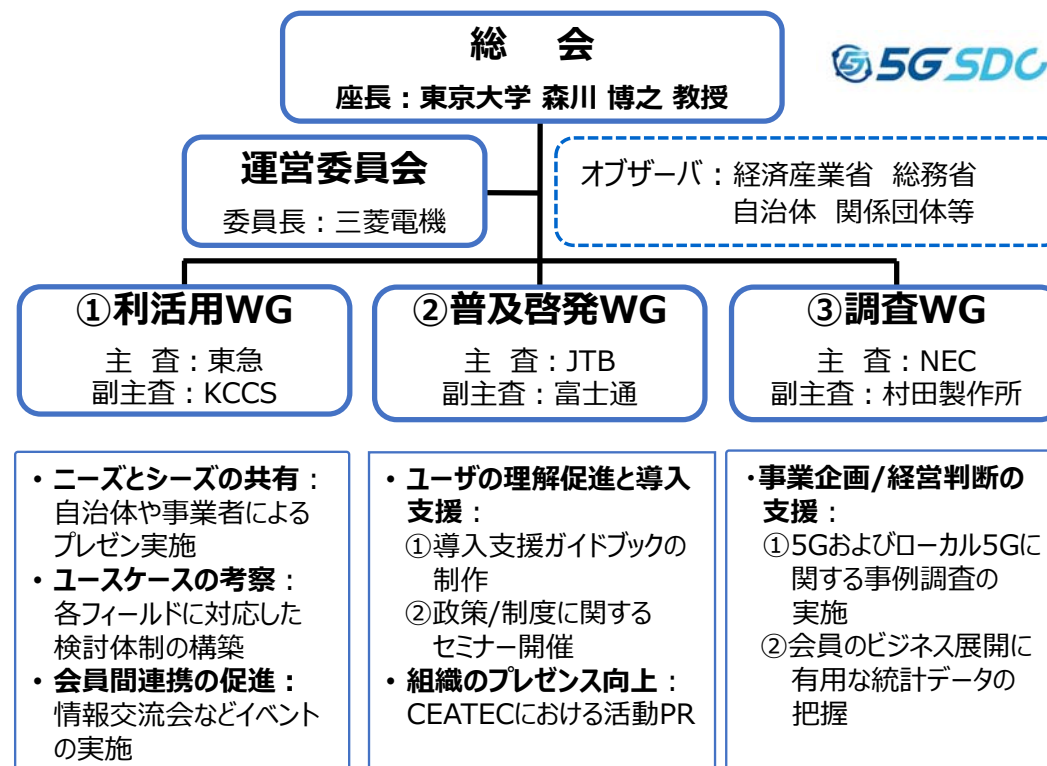 総 会
座長：東京大学 森川 博之 教授
5G SDC
運営委員会
委員長：三菱電機
オブザーバ：経済産業省 総務省
自治体 関係団体等
①利活用WG
主 査：東急
副主査：KCCS
②普及啓発WG
主 査：JTB
副主査：富士通
③調査WG
主 査：NEC
副主査：村田製作所
・ニーズとシーズの共有：
自治体や事業者による
プレゼン実施
・ユースケースの考察：
各フィールドに対応した
検討体制の構築
・会員間連携の促進：
情報交流会などイベント
の実施
・ユーザの理解促進と導入
支援：
①導入支援ガイドブックの
制作
②政策/制度に関する
セミナー開催
・組織のプレゼンス向上：
CEATECにおける活動PR
・事業企画/経営判断の
支援：
①5Gおよびローカル5Gに
関する事例調査の
実施
②会員のビジネス展開に
有用な統計データの
把握